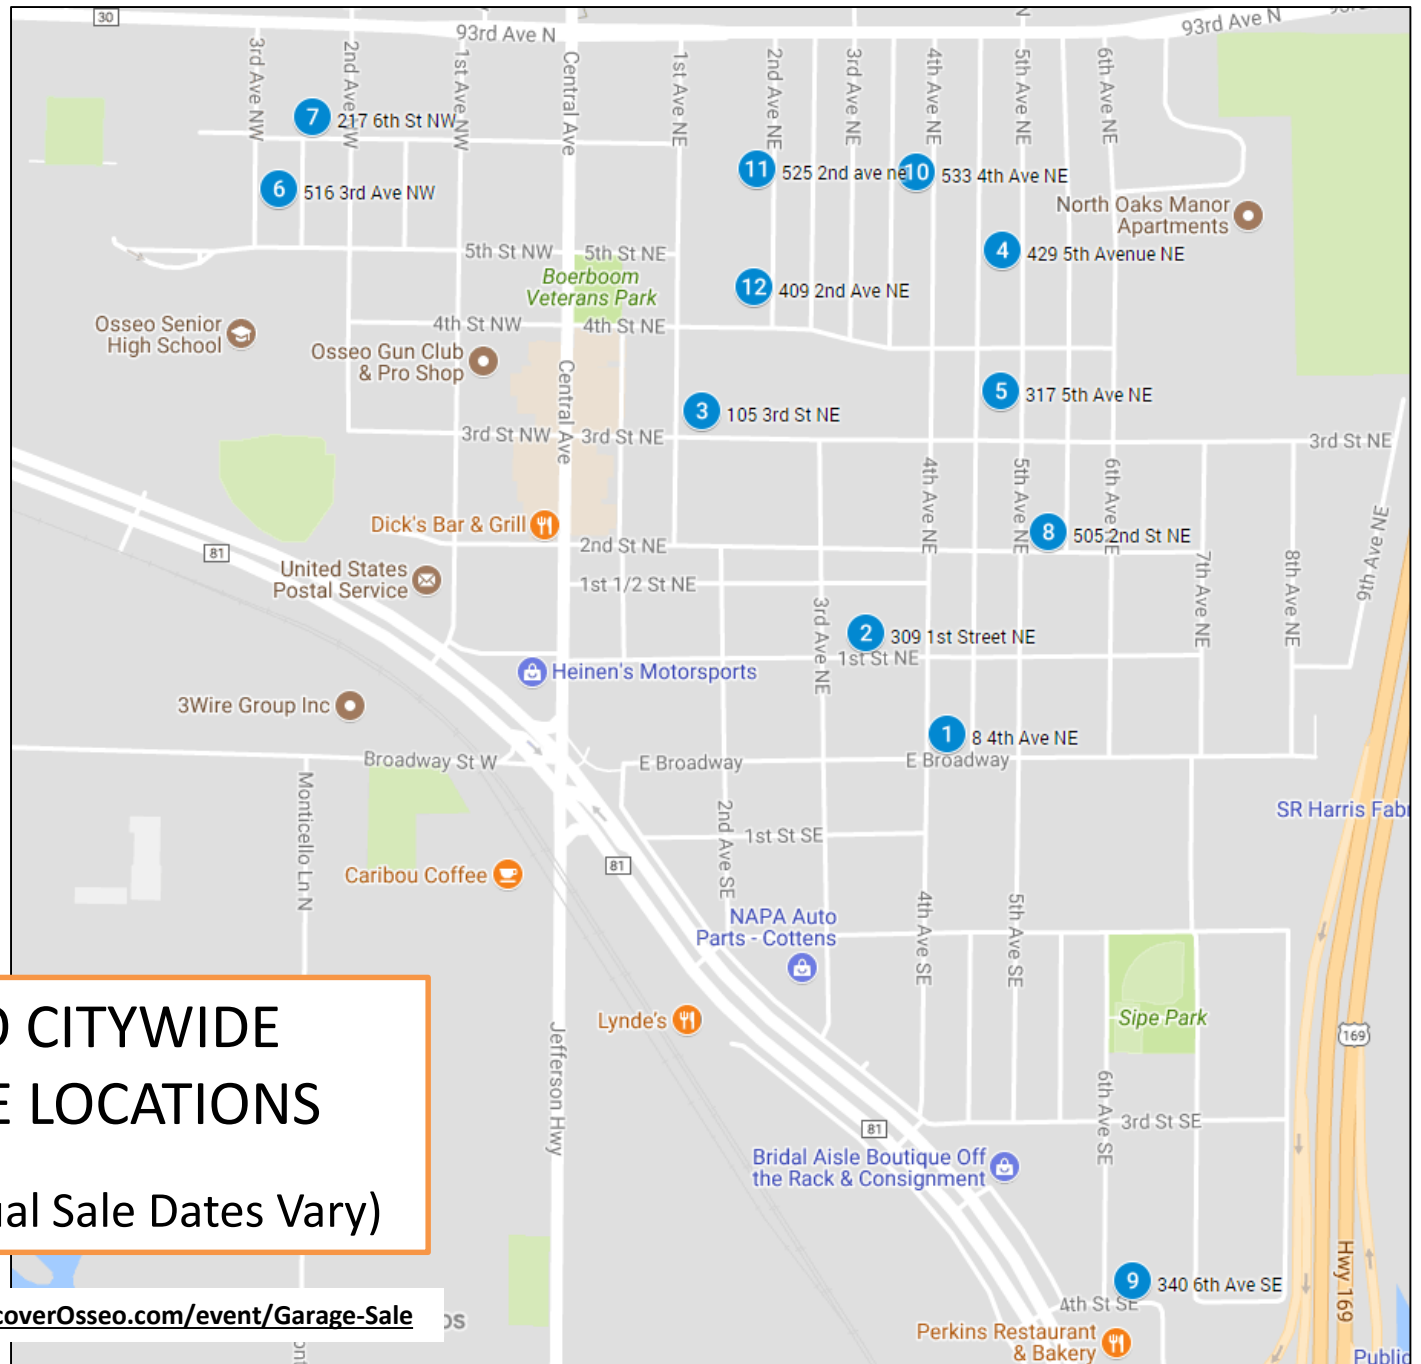 30
93rd Ave N
93rd Ave N
3rd Ave NW
2nd Ave NW
1st Ave NW
Central Ave
1st Ave NE
2nd Ave NE
3rd Ave NE
4th Ave NE
5th Ave NE
6th Ave NE
N
7 217 6th St NW
11 525 2nd ave ne
10 533 4th Ave NE
6 516 3rd Ave NW
North Oaks Manor
Apartments
4 429 5th Avenue NE
5th St NW
5th St NE
Boerboom
Veterans Park
12 409 2nd Ave NE
Osseo Senior
High School
4th St NW
4th St NE
Osseo Gun Club
& Pro Shop
Central Ave
5 317 5th Ave NE
3 105 3rd St NE
3rd St NW
3rd St NE
3rd St NE
4th Ave NE
5th Ave NE
6th Ave NE
9th Ave NE
Dick's Bar & Grill
8 505 2nd St NE
81
2nd St NE
7th Ave NE
8th Ave NE
United States
Postal Service
1st 1/2 St NE
3rd Ave NE
2 309 1st Street NE
1st St NE
Heinen's Motorsports
3Wire Group Inc
1 8 4th Ave NE
Broadway St W
E Broadway
E Broadway
Monticello Ln N
2nd Ave SE
SR Harris Fabr
1st St SE
81
Caribou Coffee
4th Ave SE
5th Ave SE
NAPA Auto
Parts - Cottens
Lynde's
Sipe Park
169
Jefferson Hwy
O CITYWIDE
E LOCATIONS
ual Sale Dates Vary)
6th Ave SE
3rd St SE
81
Bridal Aisle Boutique Off
the Rack & Consignment
Hwy 169
9 340 6th Ave SE
4th St SE
coverOsseo.com/event/Garage-Sale
os
Perkins Restaurant
& Bakery
ont
Public